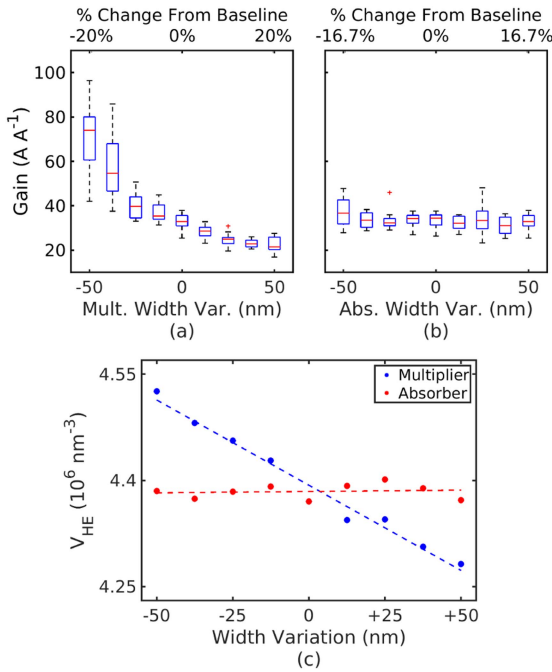 % Change From Baseline
-20% 0% 20%
% Change From Baseline
-16.7% 0% 16.7%
Gain (A A⁻¹)
100
80
60
40
20
-50 0 50
Mult. Width Var. (nm)
(a)
-50 0 50
Abs. Width Var. (nm)
(b)
V_HE (10⁶ nm⁻³)
4.55
4.4
4.25
Multiplier
Absorber
-50 -25 0 +25 +50
Width Variation (nm)
(c)